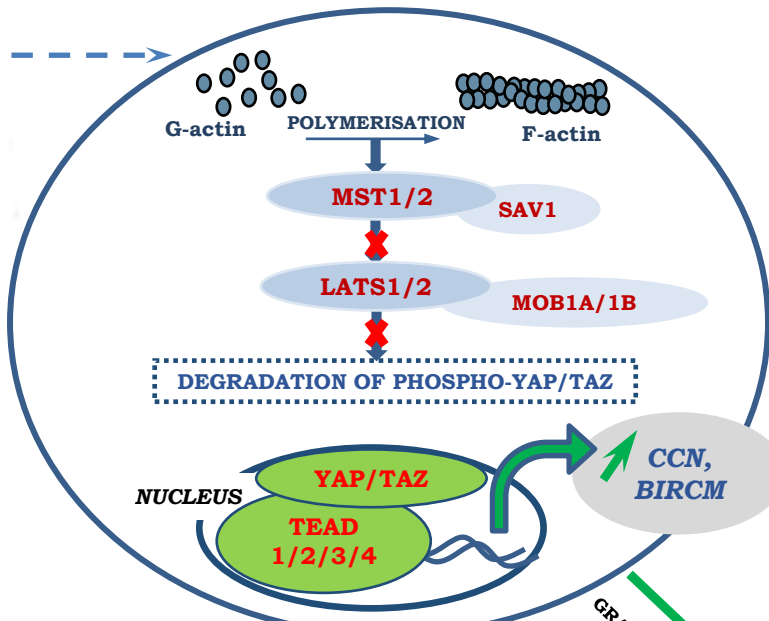 G-actin
POLYMERISATION
F-actin
MST1/2
SAV1
LATS1/2
MOB1A/1B
DEGRADATION OF PHOSPHO-YAP/TAZ
YAP/TAZ
NUCLEUS
TEAD
1/2/3/4
CCN,
BIRCM